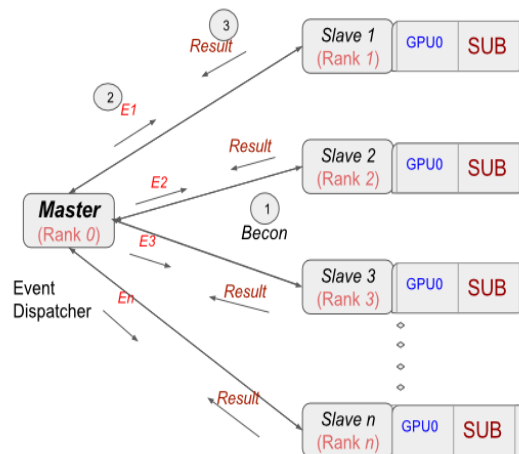 3
Result
Slave 1
(Rank 1)
GPU0
SUB
2
E1
Result
Slave 2
(Rank 2)
GPU0
SUB
E2
Master
(Rank 0)
1
Becon
E3
Slave 3
(Rank 3)
GPU0
SUB
Event
Dispatcher
En
Result
Result
Slave n
(Rank n)
GPU0
SUB